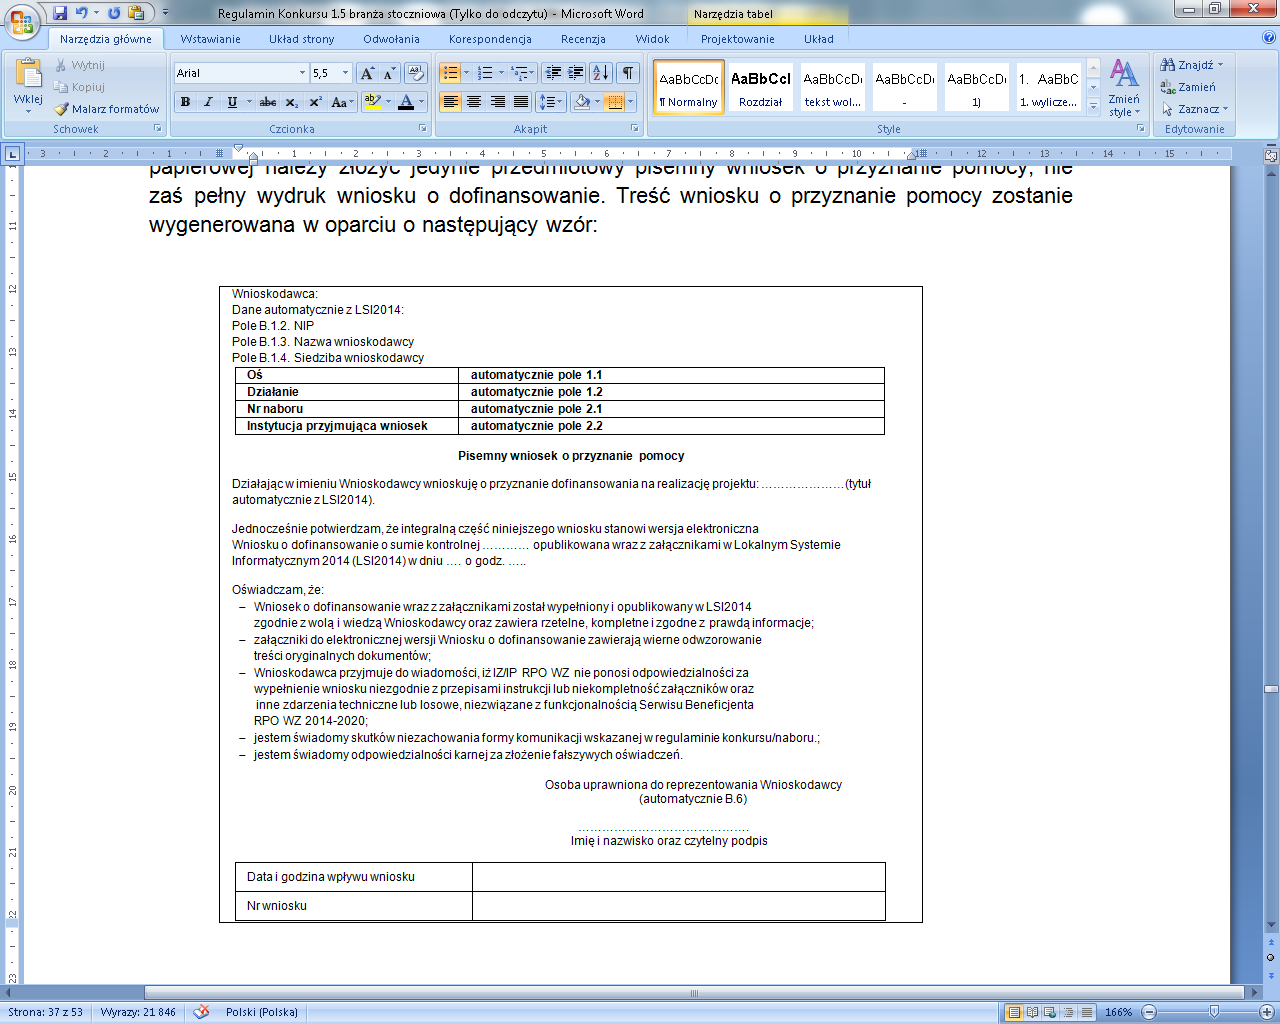 Regulamin Konkursu 1.5 branża stoczniowa (Tylko do odczytu) - Microsoft Word
Narzędzia tabel
Narzędzia główne
Wstawianie
Układ strony
Odwołania
Korespondencja
Recenzja
Widok
Projektowanie
Układ
Wklej
Wytnij
Kopiuj
Malarz formatów
Schowek
Arial
5,5
Czcionka
Akapit
AaBbCcDc
¶ Normalny
AaBbCcI
Rozdział
AaBbCcDı
tekst wol...
AaBbCcDı
-
AaBbCcDı
1)
1. AaBbC
1. wylicze...
Zmień style
Style
Znajdź
Zamień
Zaznacz
Edytowanie
papierowej należy złożyć jedynie przedmiotowy pisemny wniosek o przyznanie pomocy, nie
zaś pełny wydruk wniosku o dofinansowanie. Treść wniosku o przyznanie pomocy zostanie
wygenerowana w oparciu o następujący wzór:
Wnioskodawca:
Dane automatycznie z LSI2014:
Pole B.1.2. NIP
Pole B.1.3. Nazwa wnioskodawcy
Pole B.1.4. Siedziba wnioskodawcy
Oś automatycznie pole 1.1
Działanie automatycznie pole 1.2
Nr naboru automatycznie pole 2.1
Instytucja przyjmująca wniosek automatycznie pole 2.2
Pisemny wniosek o przyznanie pomocy
Działając w imieniu Wnioskodawcy wnioskuję o przyznanie dofinansowania na realizację projektu: …………………(tytuł
automatycznie z LSI2014).
Jednocześnie potwierdzam, że integralną część niniejszego wniosku stanowi wersja elektroniczna
Wniosku o dofinansowanie o sumie kontrolnej ………… opublikowana wraz z załącznikami w Lokalnym Systemie
Informatycznym 2014 (LSI2014) w dniu …. o godz. …..
Oświadczam, że:
– Wniosek o dofinansowanie wraz z załącznikami został wypełniony i opublikowany w LSI2014
zgodnie z wolą i wiedzą Wnioskodawcy oraz zawiera rzetelne, kompletne i zgodne z prawdą informacje;
– załączniki do elektronicznej wersji Wniosku o dofinansowanie zawierają wierne odwzorowanie
treści oryginalnych dokumentów;
– Wnioskodawca przyjmuje do wiadomości, iż IZ/IP RPO WZ nie ponosi odpowiedzialności za
wypełnienie wniosku niezgodnie z przepisami instrukcji lub niekompletność załączników oraz
inne zdarzenia techniczne lub losowe, niezwiązane z funkcjonalnością Serwisu Beneficjenta
RPO WZ 2014-2020;
– jestem świadomy skutków niezachowania formy komunikacji wskazanej w regulaminie konkursu/naboru.;
– jestem świadomy odpowiedzialności karnej za złożenie fałszywych oświadczeń.
Osoba uprawniona do reprezentowania Wnioskodawcy
(automatycznie B.6)
…………………………………….
Imię i nazwisko oraz czytelny podpis
Data i godzina wpływu wniosku
Nr wniosku
Strona: 37 z 53
Wyrazy: 21 846
Polski (Polska)
166%